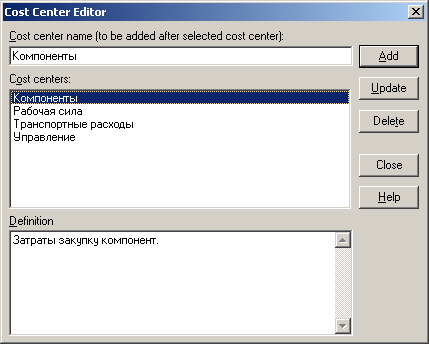 Cost Center Editor
Cost center name (to be added after selected cost center):
Компоненты
Add
Cost centers:
Компоненты
Рабочая сила
Транспортные расходы
Управление
Update
Delete
Close
Help
Definition
Затраты закупку компонент.